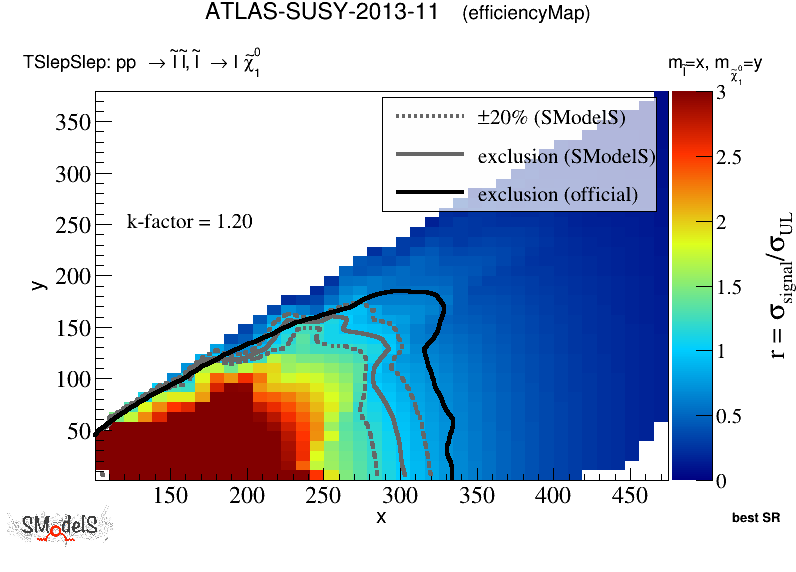 ATLAS-SUSY-2013-11 (efficiencyMap)
TSlepSlep: pp → l̃ l̃, l̃ → l χ̃⁰₁
m_l̃=x, m_χ̃⁰₁=y
±20% (SModelS)
exclusion (SModelS)
exclusion (official)
k-factor = 1.20
y
350
300
250
200
150
100
50
150 200 250 300 350 400 450
x
3
2.5
2
1.5
1
0.5
0
r = σ_signal/σ_UL
best SR
SModelS